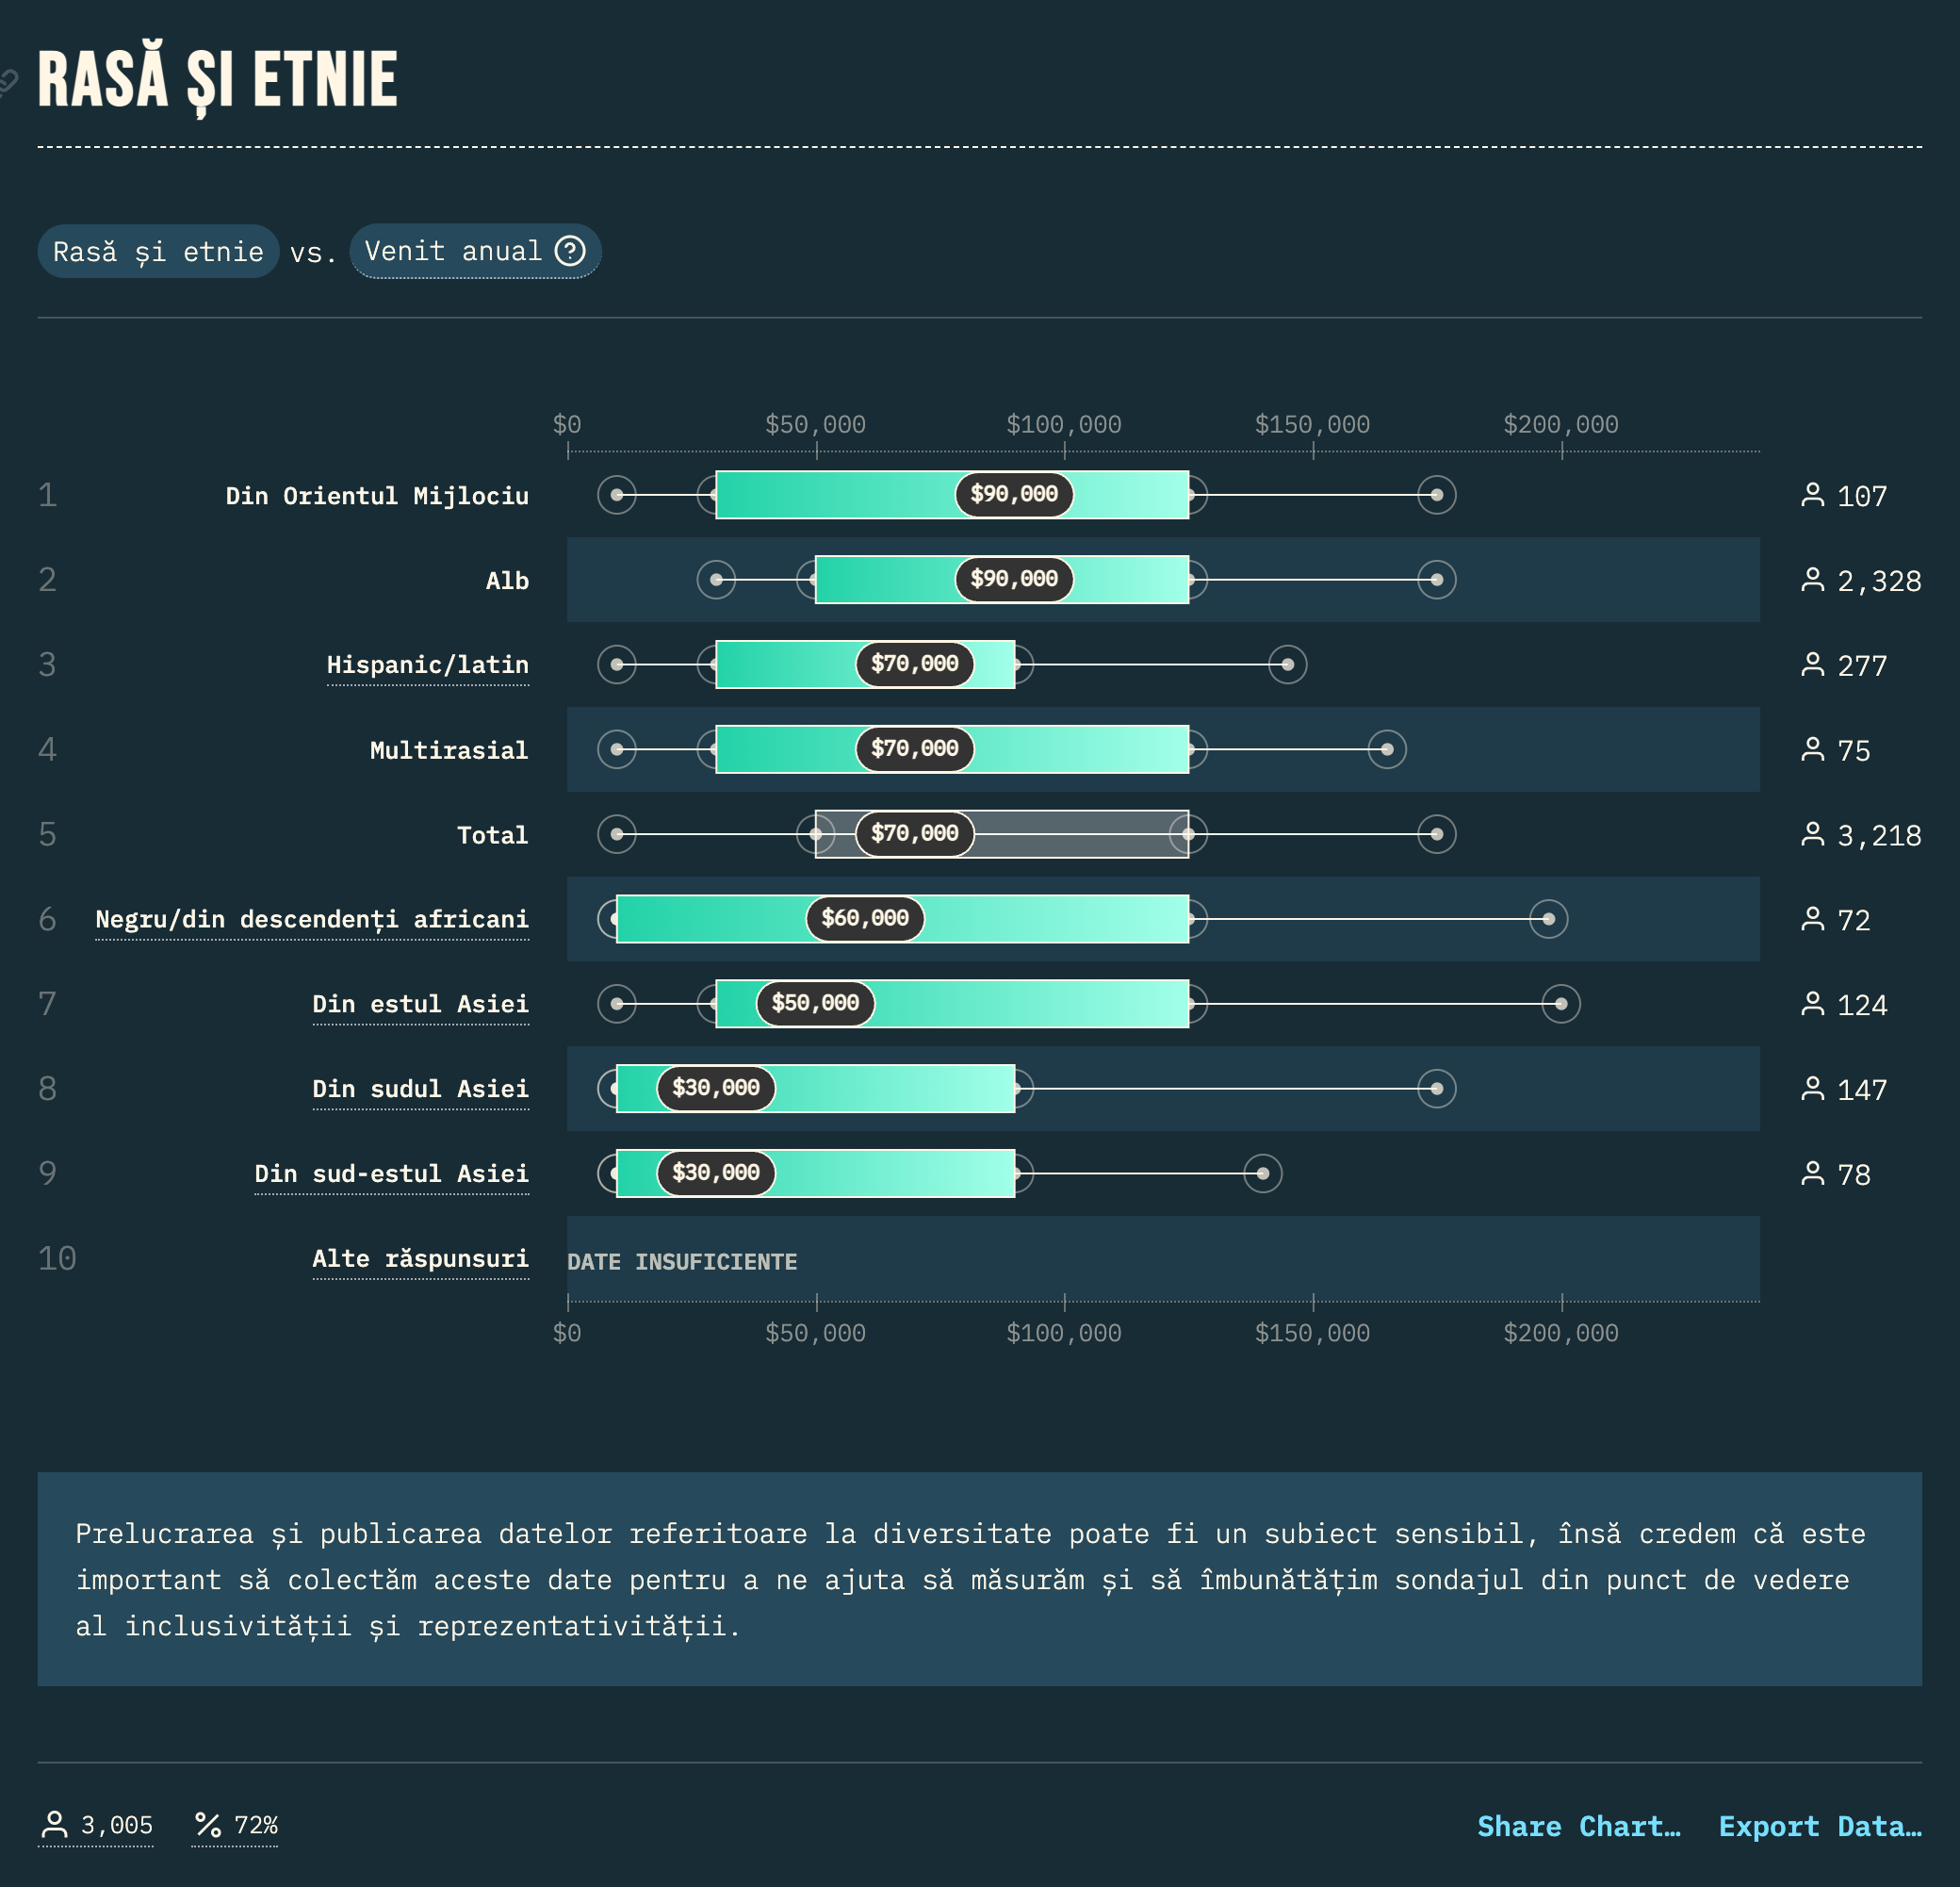 RASĂ ȘI ETNIE
Rasă și etnie vs. Venit anual
$0 $50,000 $100,000 $150,000 $200,000
1 Din Orientul Mijlociu $90,000 107
2 Alb $90,000 2,328
3 Hispanic/latin $70,000 277
4 Multirasial $70,000 75
5 Total $70,000 3,218
6 Negru/din descendenți africani $60,000 72
7 Din estul Asiei $50,000 124
8 Din sudul Asiei $30,000 147
9 Din sud-estul Asiei $30,000 78
10 Alte răspunsuri DATE INSUFICIENTE
$0 $50,000 $100,000 $150,000 $200,000
Prelucrarea și publicarea datelor referitoare la diversitate poate fi un subiect sensibil, însă credem că este
important să colectăm aceste date pentru a ne ajuta să măsurăm și să îmbunătățim sondajul din punct de vedere
al inclusivității și reprezentativității.
3,005 72% Share Chart… Export Data…